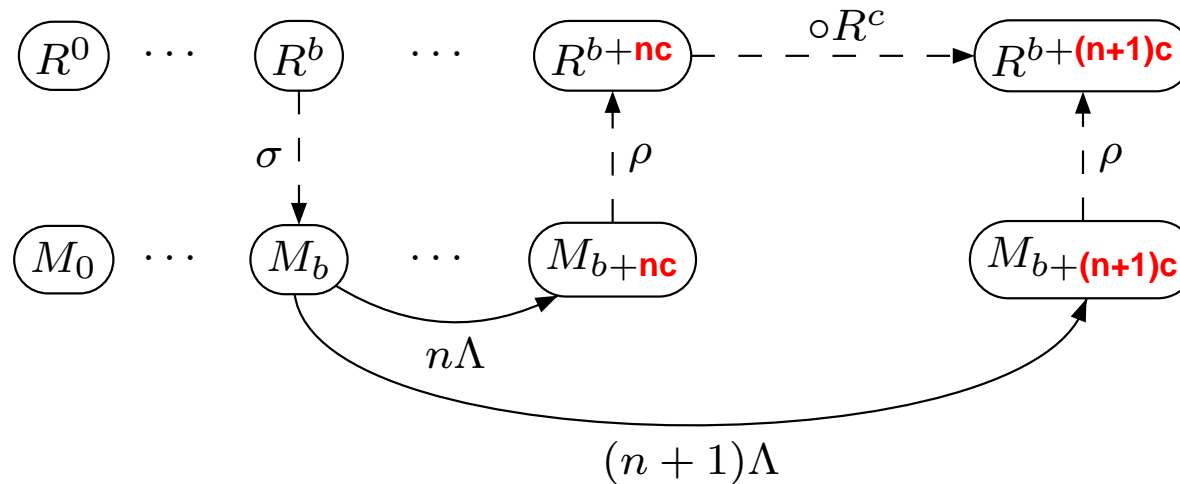 R^0 ··· R^b ··· R^{b+nc} ∘R^c R^{b+(n+1)c}
σ ρ ρ
M_0 ··· M_b ··· M_{b+nc} M_{b+(n+1)c}
nΛ
(n + 1)Λ